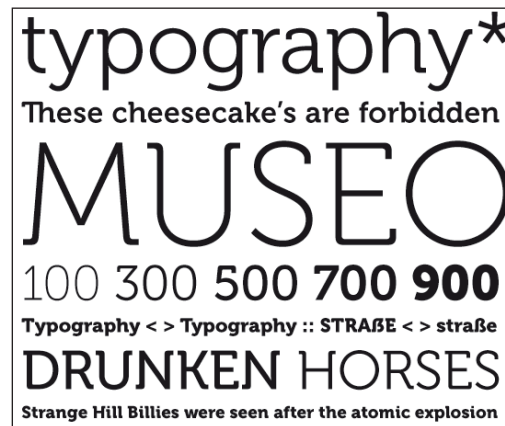 typography*
These cheesecake's are forbidden
MUSEO
100 300 500 700 900
Typography < > Typography :: STRAẞE < > straße
DRUNKEN HORSES
Strange Hill Billies were seen after the atomic explosion